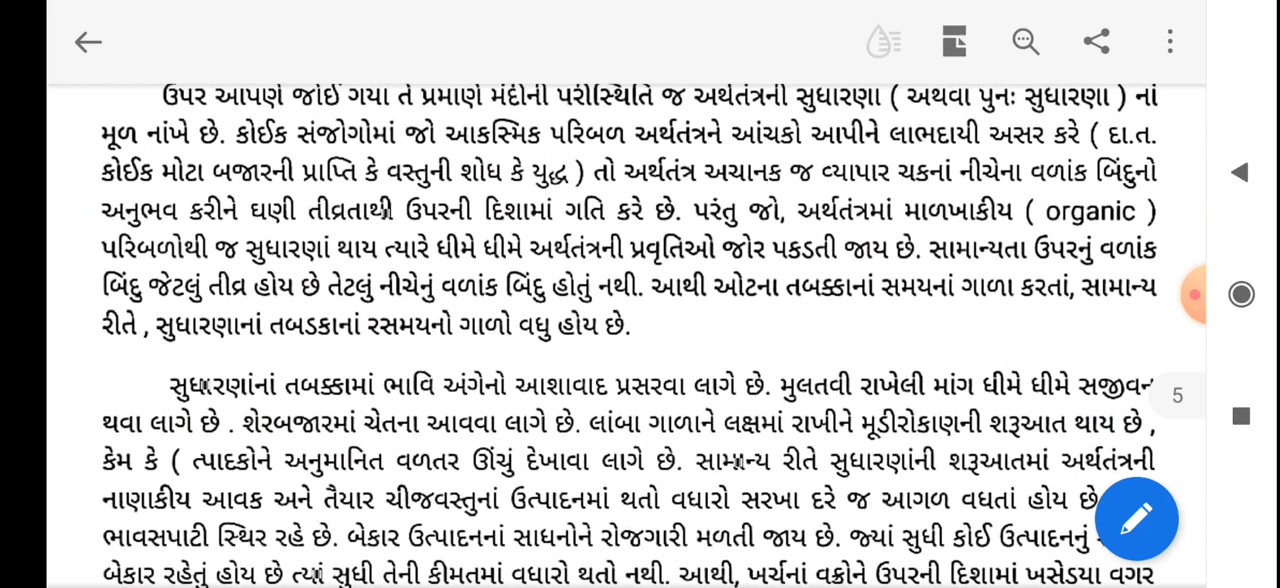 ઉપર આપણે જોઈ ગયા તે પ્રમાણે મંદીની પરીસ્થિતિ જ અર્થતંત્રની સુધારણા ( અથવા પુનઃ સુધારણા ) નાં
મૂળ નાંખે છે. કોઈક સંજોગોમાં જો આકસ્મિક પરિબળ અર્થતંત્રને આંચકો આપીને લાભદાયી અસર કરે ( દા.ત.
કોઈક મોટા બજારની પ્રાપ્તિ કે વસ્તુની શોધ કે યુદ્ધ ) તો અર્થતંત્ર અચાનક જ વ્યાપાર ચકનાં નીચેના વળાંક બિંદુનો
અનુભવ કરીને ઘણી તીવ્રતાથી ઉપરની દિશામાં ગતિ કરે છે. પરંતુ જો, અર્થતંત્રમાં માળખાકીય ( organic )
પરિબળોથી જ સુધારણાં થાય ત્યારે ધીમે ધીમે અર્થતંત્રની પ્રવૃતિઓ જોર પકડતી જાય છે. સામાન્યતા ઉપરનું વળાંક
બિંદુ જેટલું તીવ્ર હોય છે તેટલું નીચેનું વળાંક બિંદુ હોતું નથી. આથી ઓટના તબક્કાનાં સમયનાં ગાળા કરતાં, સામાન્ય
રીતે , સુધારણાનાં તબડકાનાં રસમયનો ગાળો વધુ હોય છે.
સુધારણાંનાં તબક્કામાં ભાવિ અંગેનો આશાવાદ પ્રસરવા લાગે છે. મુલતવી રાખેલી માંગ ધીમે ધીમે સજીવન
5
થવા લાગે છે . શેરબજારમાં ચેતના આવવા લાગે છે. લાંબા ગાળાને લક્ષમાં રાખીને મૂડીરોકાણની શરૂઆત થાય છે ,
કેમ કે ( ત્પાદકોને અનુમાનિત વળતર ઊંચું દેખાવા લાગે છે. સામાન્ય રીતે સુધારણાંની શરૂઆતમાં અર્થતંત્રની
નાણાકીય આવક અને તૈયાર ચીજવસ્તુનાં ઉત્પાદનમાં થતો વધારો સરખા દરે જ આગળ વધતાં હોય છે
ભાવસપાટી સ્થિર રહે છે. બેકાર ઉત્પાદનનાં સાધનોને રોજગારી મળતી જાય છે. જ્યાં સુધી કોઈ ઉત્પાદનનું
બેકાર રહેતું હોય છે ત્યાં સુધી તેની કીમતમાં વધારો થતો નથી. આથી, ખર્ચનાં વક્રોને ઉપરની દિશામાં ખસેડયા વગર